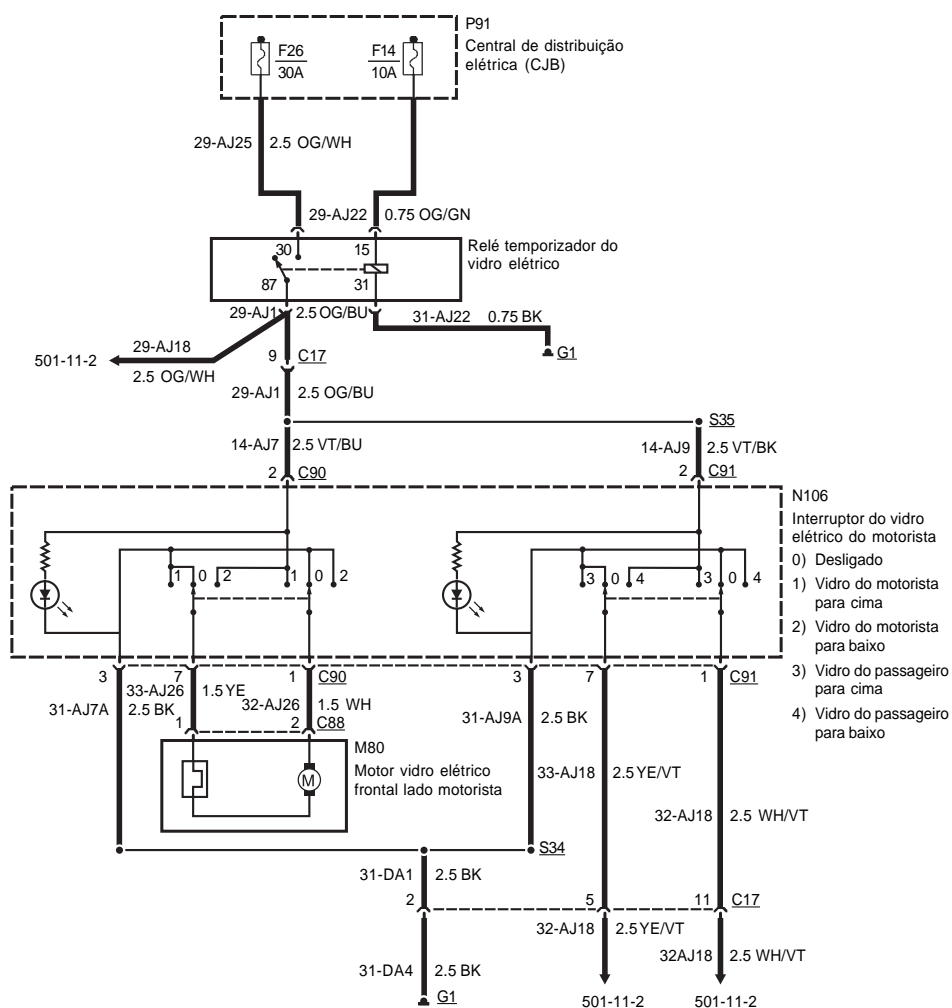 P91
Central de distribuição
elétrica (CJB)
F26
30A
F14
10A
29-AJ25 2.5 OG/WH
29-AJ22 0.75 OG/GN
Relé temporizador do
vidro elétrico
30 15
87 31
29-AJ1 2.5 OG/BU
31-AJ22 0.75 BK
G1
501-11-2
29-AJ18
2.5 OG/WH
9 C17
29-AJ1 2.5 OG/BU
S35
14-AJ7 2.5 VT/BU
14-AJ9 2.5 VT/BK
2 C90
2 C91
N106
Interruptor do vidro
elétrico do motorista
0) Desligado
1) Vidro do motorista
para cima
2) Vidro do motorista
para baixo
3) Vidro do passageiro
para cima
4) Vidro do passageiro
para baixo
1 0 2 1 0 2
3 0 4 3 0 4
3 7 1 C90
3 7 1 C91
33-AJ26 1.5 YE
31-AJ7A 2.5 BK
32-AJ26 1.5 WH
31-AJ9A 2.5 BK
1 2 C88
M80
Motor vidro elétrico
frontal lado motorista
M
33-AJ18 2.5 YE/VT
32-AJ18 2.5 WH/VT
S34
31-DA1 2.5 BK
2 5 11 C17
32-AJ18 2.5 YE/VT
32AJ18 2.5 WH/VT
31-DA4 2.5 BK
G1
501-11-2
501-11-2